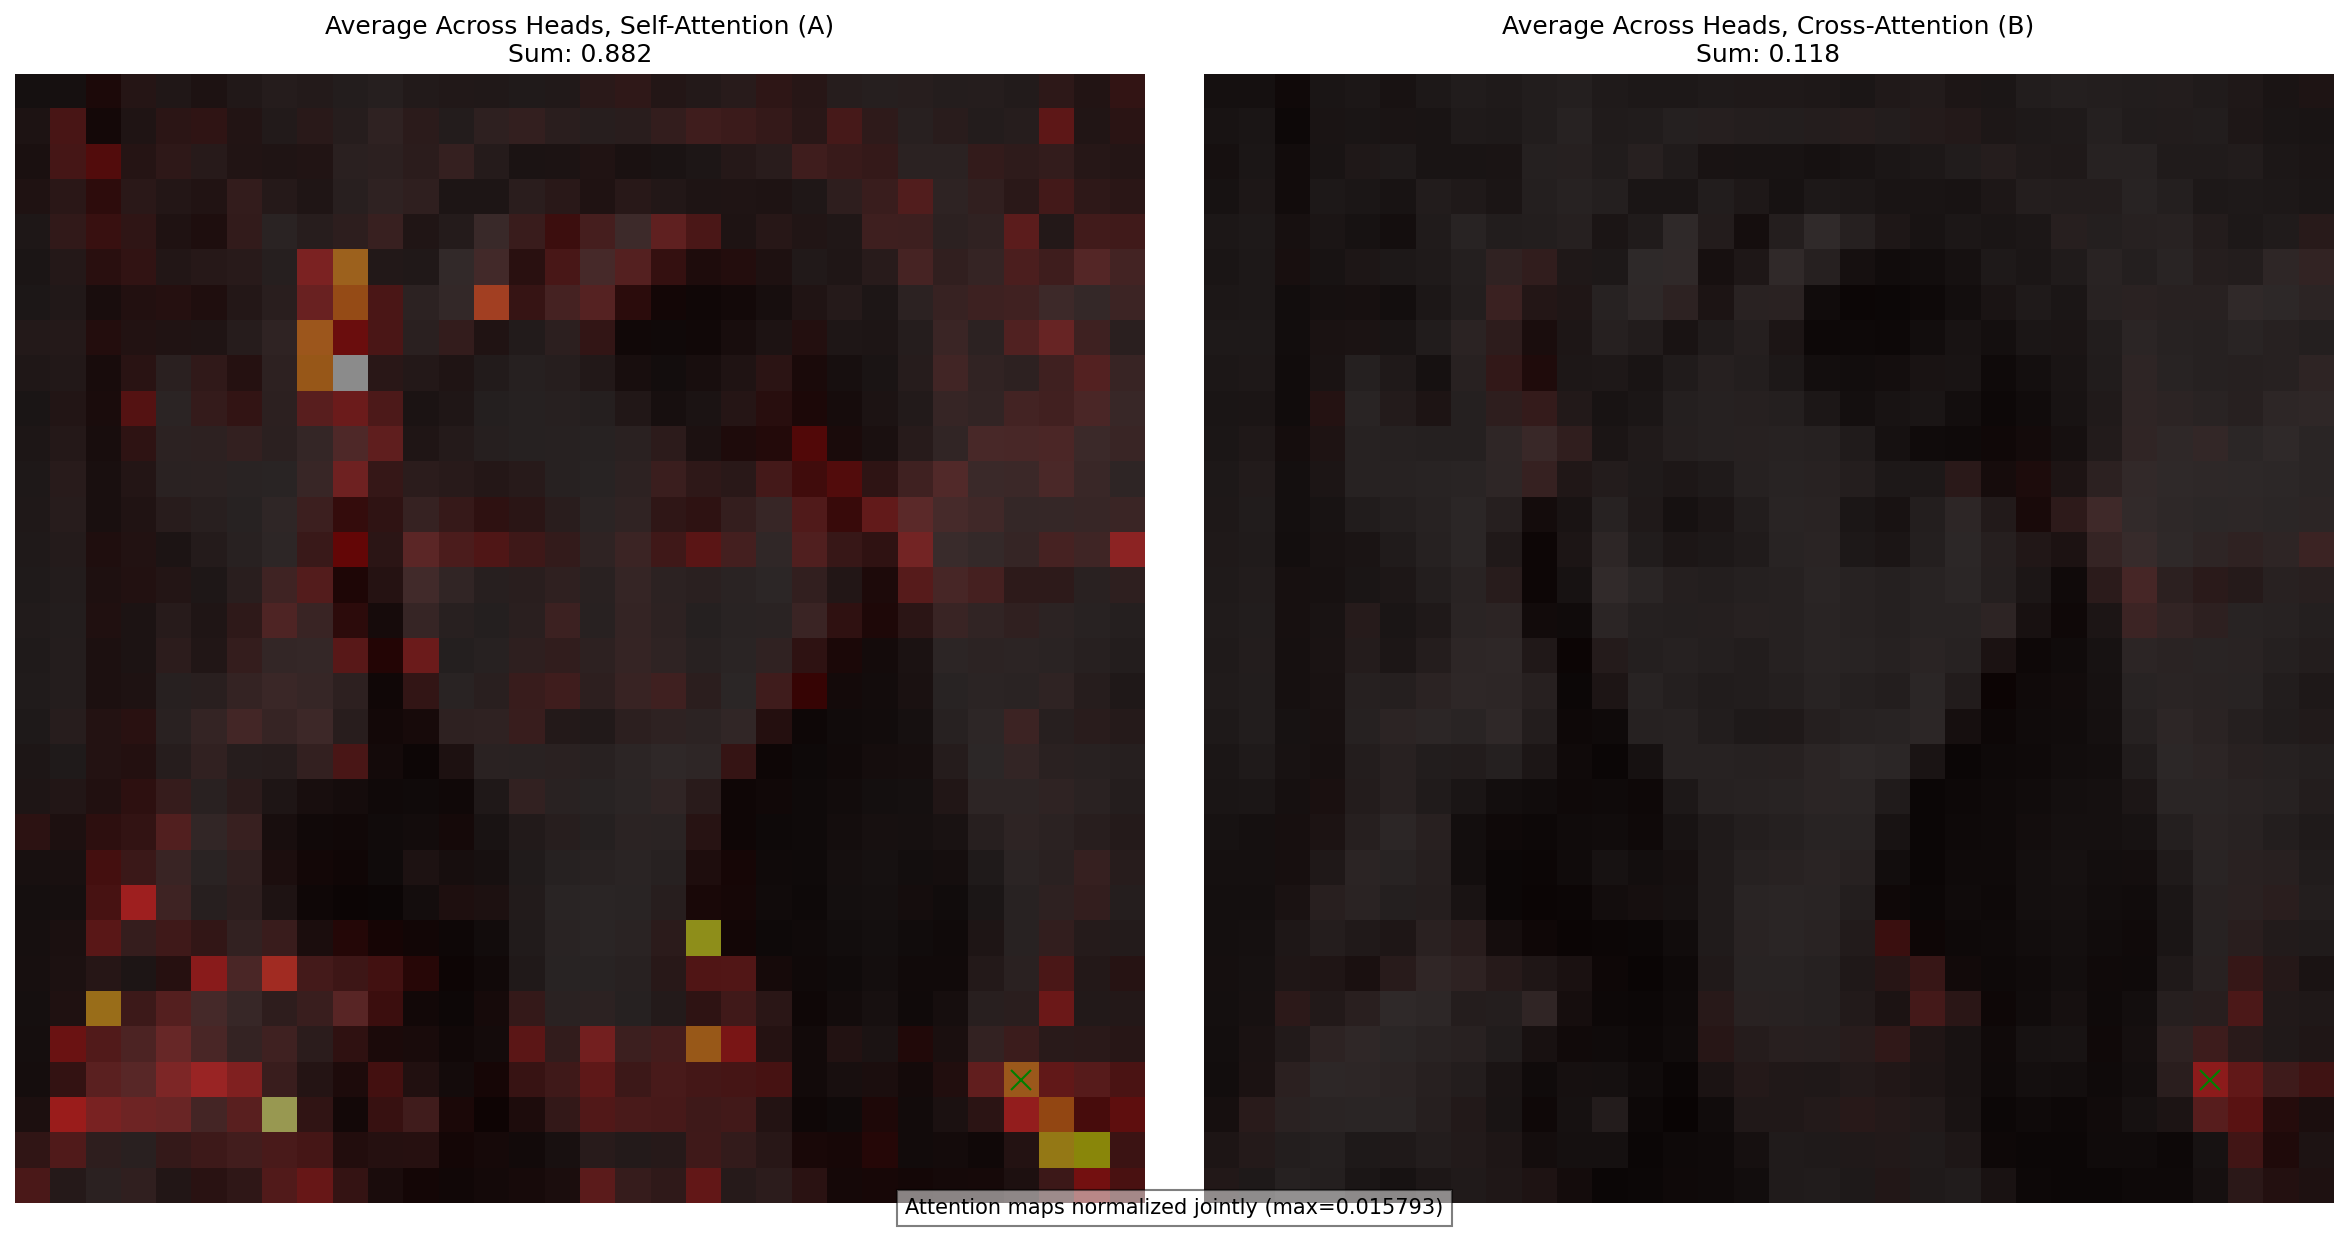 Average Across Heads, Self-Attention (A)
Sum: 0.882
Average Across Heads, Cross-Attention (B)
Sum: 0.118
Attention maps normalized jointly (max=0.015793)